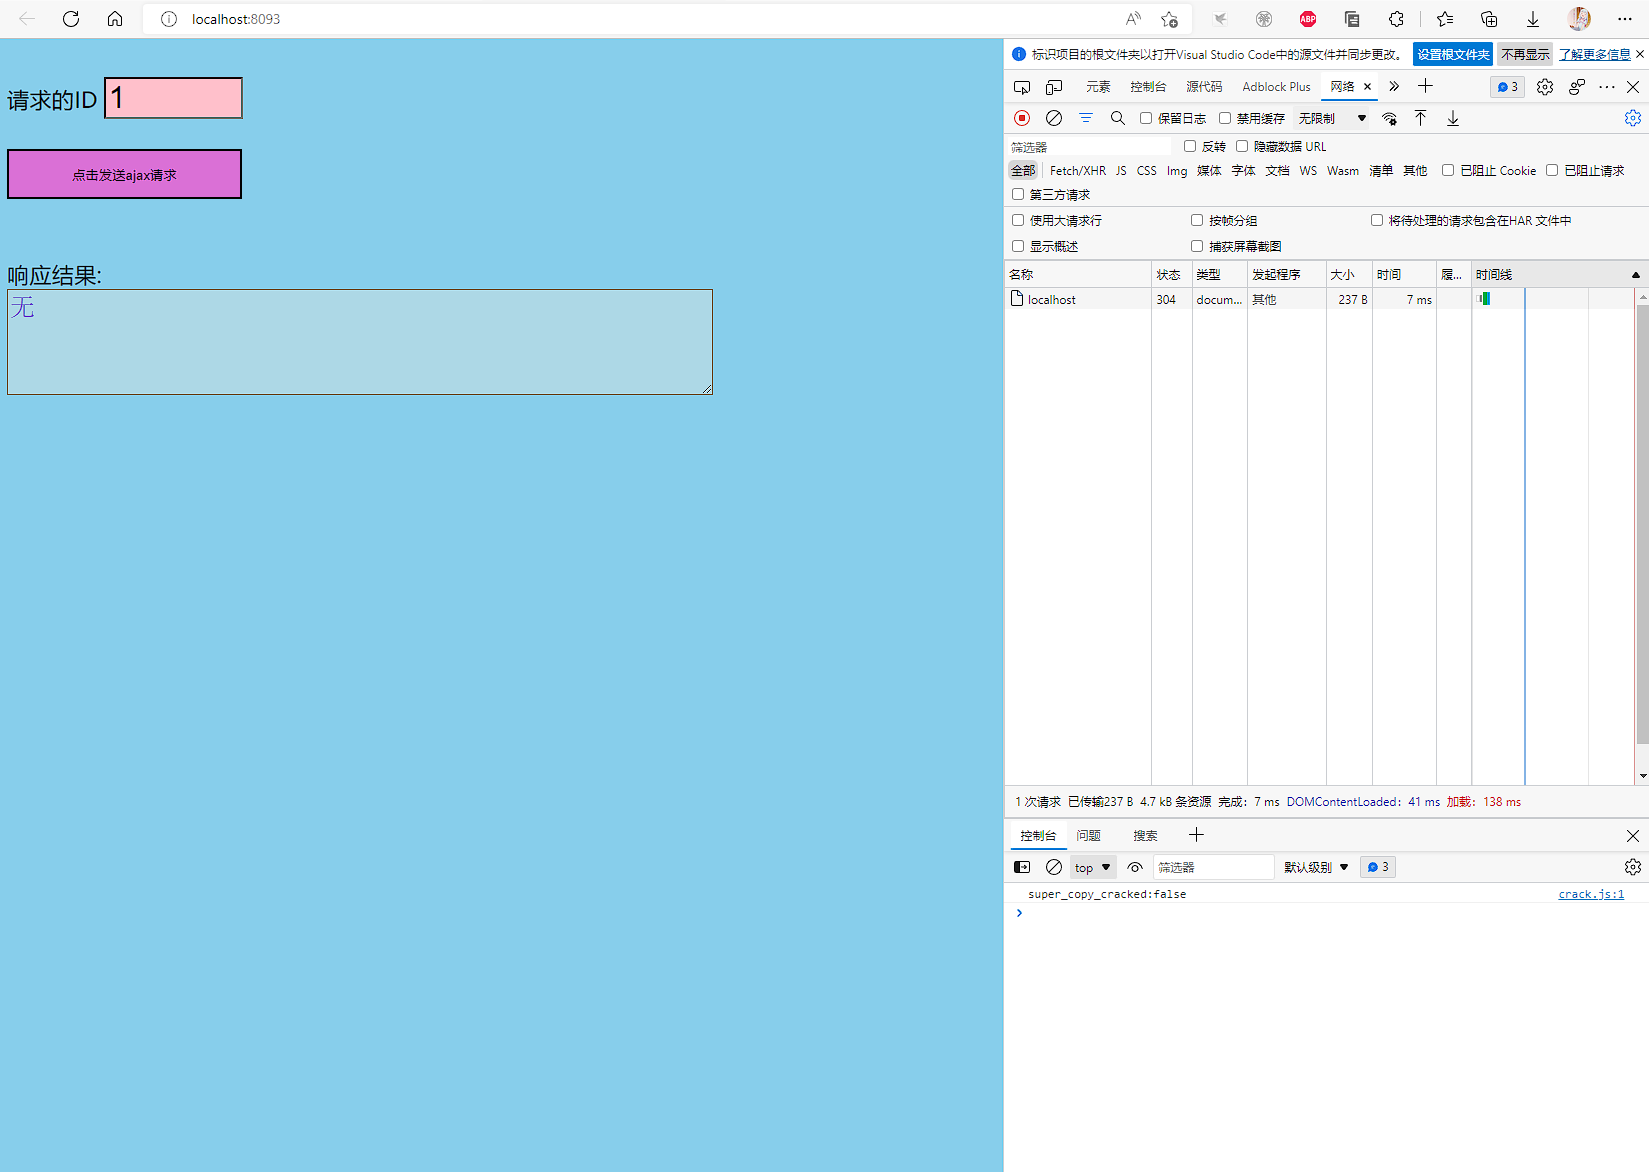 localhost:8093
ABP
标识项目的根文件夹以打开Visual Studio Code中的源文件并同步更改。 设置根文件夹 不再显示 了解更多信息
元素 控制台 源代码 Adblock Plus 网络 3
保留日志 禁用缓存 无限制
筛选器 反转 隐藏数据 URL
全部 Fetch/XHR JS CSS Img 媒体 字体 文档 WS Wasm 清单 其他 已阻止 Cookie 已阻止请求
第三方请求
使用大请求行 按帧分组 将待处理的请求包含在HAR 文件中
显示概述 捕获屏幕截图
名称 状态 类型 发起程序 大小 时间 履... 时间线
localhost 304 docum... 其他 237 B 7 ms
1 次请求 已传输237 B 4.7 kB 条资源 完成: 7 ms DOMContentLoaded: 41 ms 加载: 138 ms
控制台 问题 搜索
top 筛选器 默认级别 3
super_copy_cracked:false crack.js:1
请求的ID 1
点击发送ajax请求
响应结果:
无